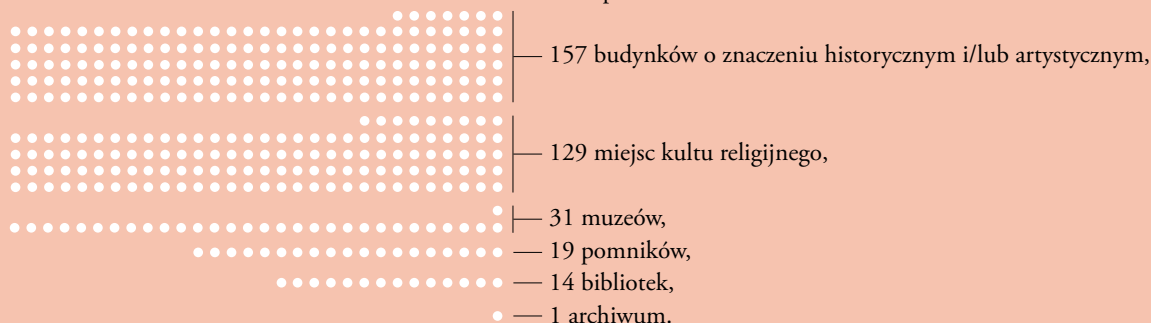 157 budynków o znaczeniu historycznym i/lub artystycznym,
129 miejsc kultu religijnego,
31 muzeów,
19 pomników,
14 bibliotek,
1 archiwum.